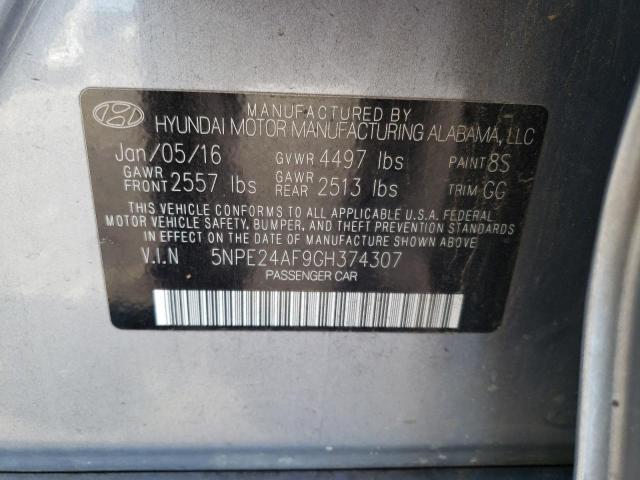 MANUFACTURED BY
HYUNDAI MOTOR MANUFACTURING ALABAMA, LLC
Jan/05/16 GVWR 4497 lbs PAINT 8S
GAWR FRONT 2557 lbs GAWR REAR 2513 lbs TRIM GG
THIS VEHICLE CONFORMS TO ALL APPLICABLE U.S.A. FEDERAL
MOTOR VEHICLE SAFETY, BUMPER, AND THEFT PREVENTION STANDARDS
IN EFFECT ON THE DATE OF MANUFACTURE SHOWN ABOVE
V.I.N 5NPE24AF9GH374307
PASSENGER CAR